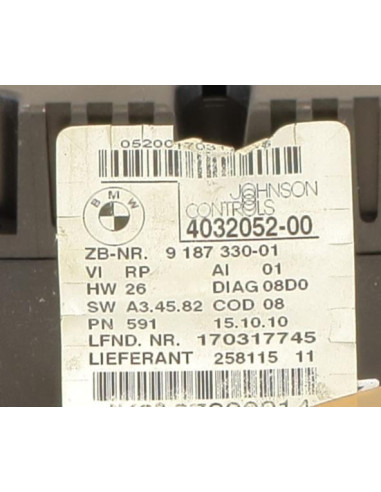 BMW
JOHNSON
CONTROLS
4032052-00
ZB-NR. 9 187 330-01
VI RP AI 01
HW 26 DIAG 08D0
SW A3.45.82 COD 08
PN 591 15.10.10
LFND. NR. 170317745
LIEFERANT 258115 11